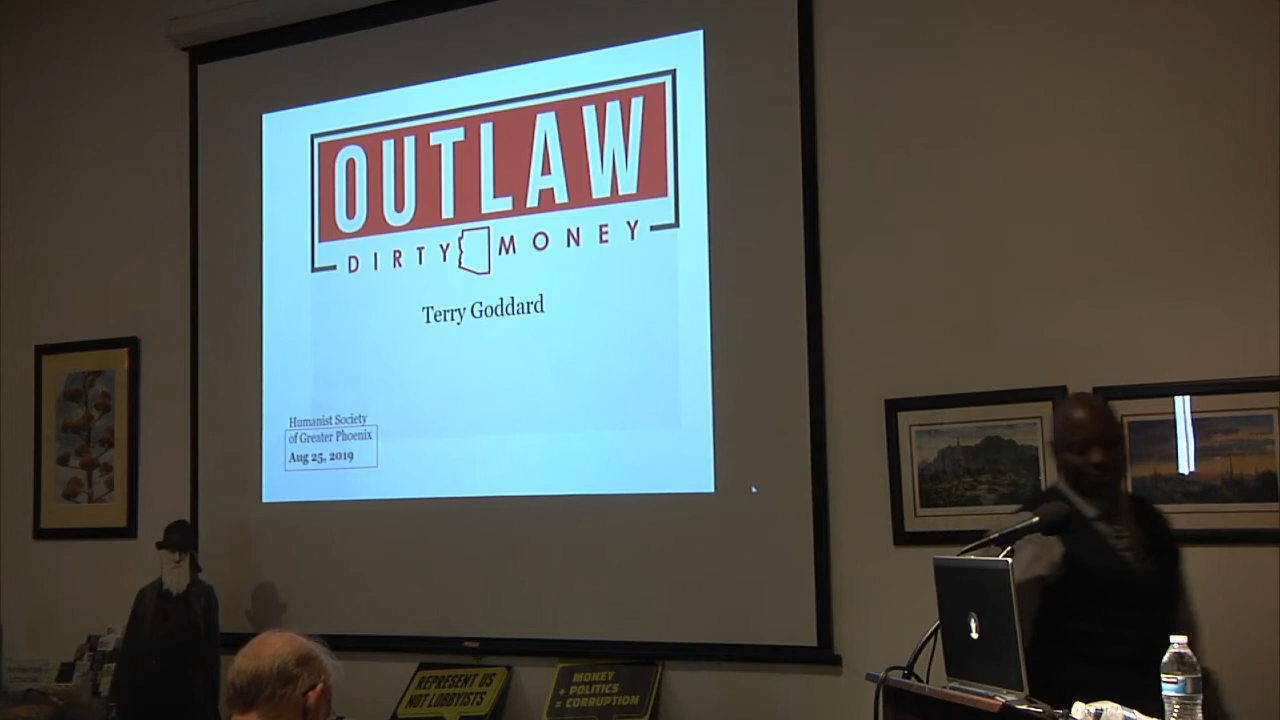 OUTLAW
DIRTY MONEY
Terry Goddard
Humanist Society
of Greater Phoenix
Aug 25, 2019
REPRESENT US
NOT LOBBYISTS
MONEY
+ POLITICS
= CORRUPTION